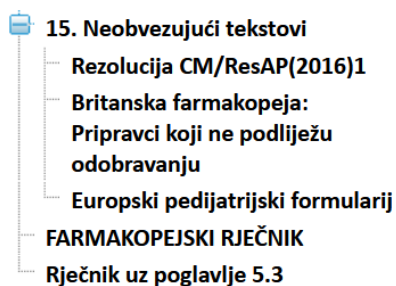 15. Neobvezujući tekstovi
Rezolucija CM/ResAP(2016)1
Britanska farmakopeja:
Pripravci koji ne podliježu
odobravanju
Europski pedijatrijski formularij
FARMAKOPEJSKI RJEČNIK
Rječnik uz poglavlje 5.3